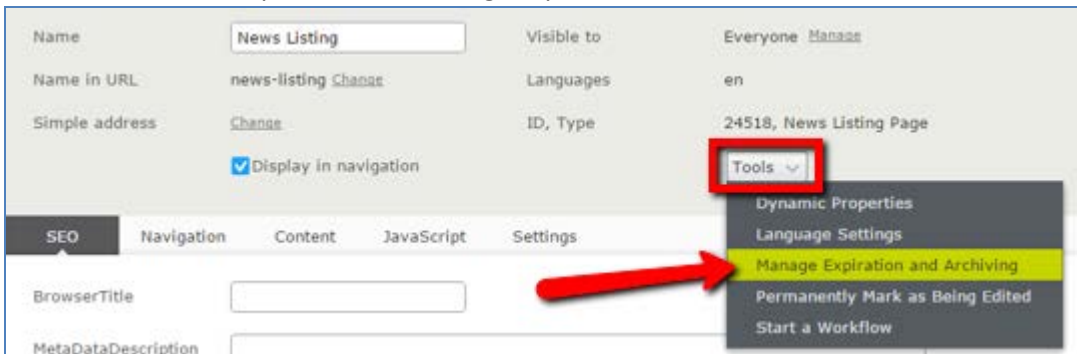 Name News Listing Visible to Everyone Manage
Name in URL news-listing Change Languages en
Simple address Change ID, Type 24518, News Listing Page
Display in navigation Tools
Dynamic Properties
SEO Navigation Content JavaScript Settings Language Settings
Manage Expiration and Archiving
BrowserTitle Permanently Mark as Being Edited
Start a Workflow
MetaDataDescription